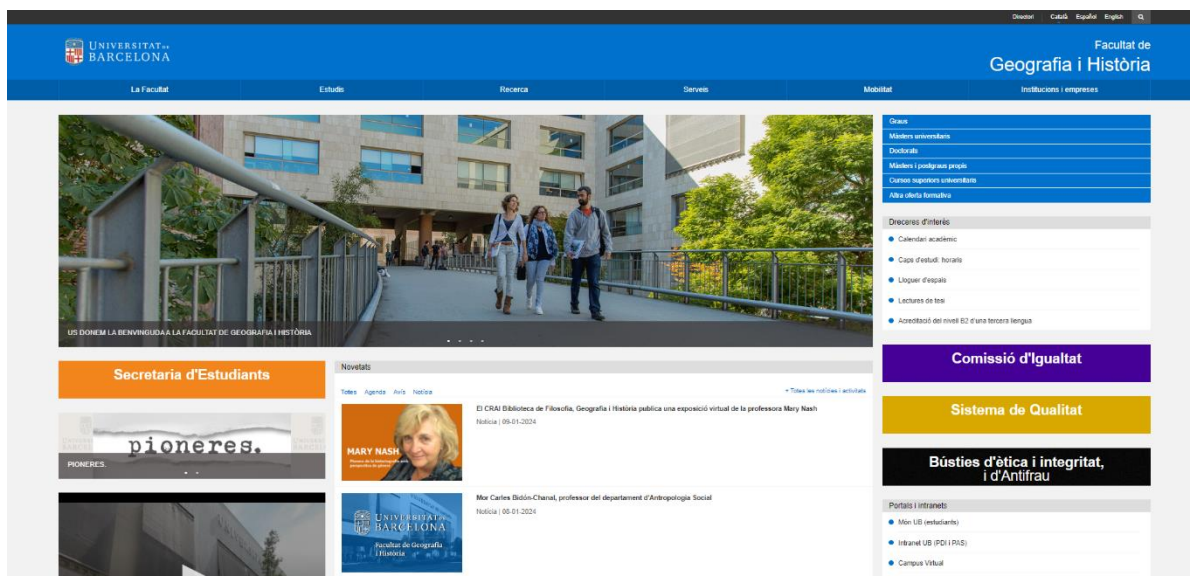 Directori Català Español English
UNIVERSITAT DE
BARCELONA
Facultat de
Geografia i Història
La Facultat Estudis Recerca Serveis Mobilitat Institucions i empreses
US DONEM LA BENVINGUDA A LA FACULTAT DE GEOGRAFIA I HISTÒRIA
Graus
Màsters universitaris
Doctorats
Màsters i postgraus propis
Cursos superiors universitaris
Altra oferta formativa
Dreceres d'interès
Calendari acadèmic
Caps d'estudi: horaris
Lloguer d'espais
Lectures de tesi
Acreditació del nivell B2 d'una tercera llengua
Secretaria d'Estudiants
pioneres.
PIONERES.
Novetats
Totes Agenda Avís Notícia
+ Totes les notícies i activitats
MARY NASH
El CRAI Biblioteca de Filosofia, Geografia i Història publica una exposició virtual de la professora Mary Nash
Notícia | 09-01-2024
UNIVERSITAT DE
BARCELONA
Facultat de Geografia
i Història
Mor Carles Bidón-Chanal, professor del departament d'Antropologia Social
Notícia | 08-01-2024
Comissió d'Igualtat
Sistema de Qualitat
Bústies d'ètica i integritat,
i d'Antifrau
Portals i intranets
Món UB (estudiants)
Intranet UB (PDI i PAS)
Campus Virtual